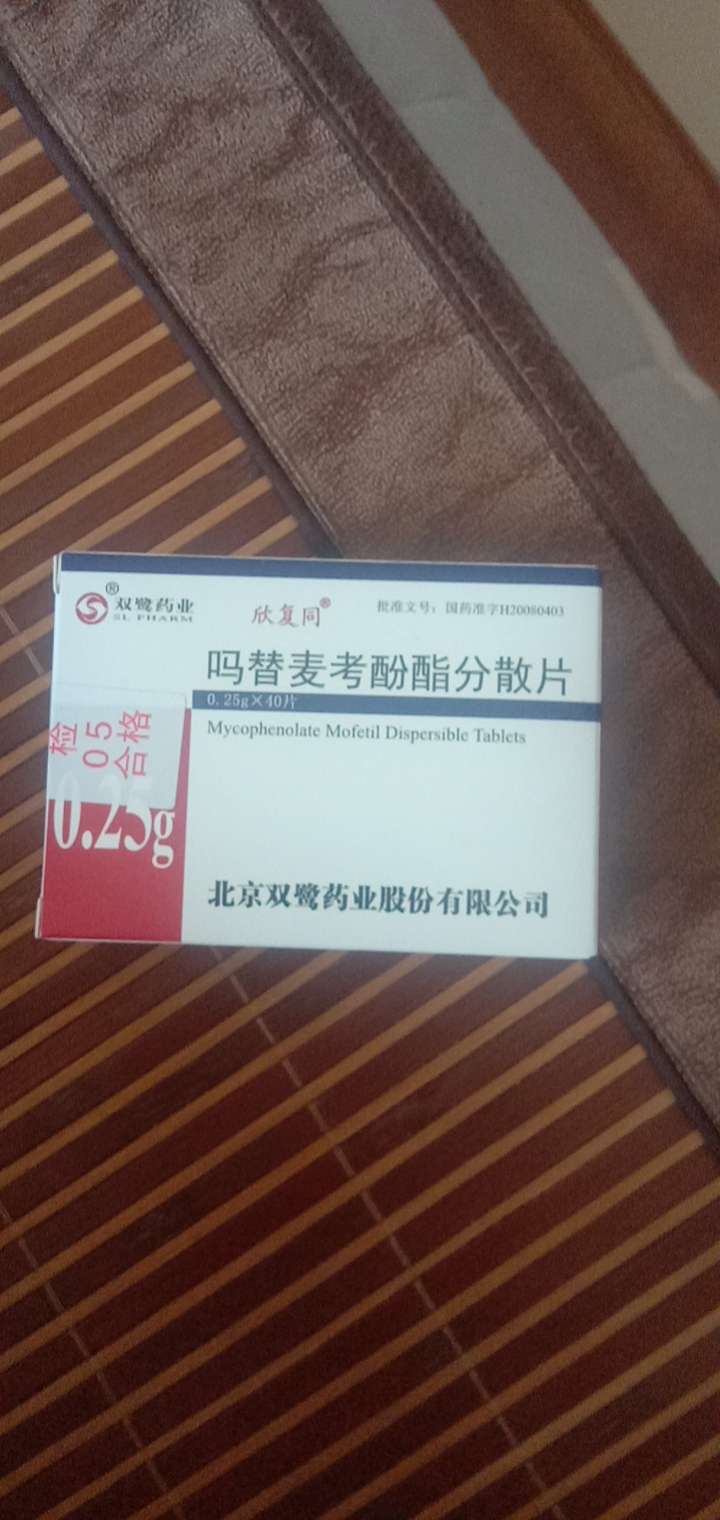 双鹭药业®
SL PHARM
欣复同®
批准文号：国药准字H20080403
吗替麦考酚酯分散片
0.25g×40片
Mycophenolate Mofetil Dispersible Tablets
检
05
合格
0.25g
北京双鹭药业股份有限公司